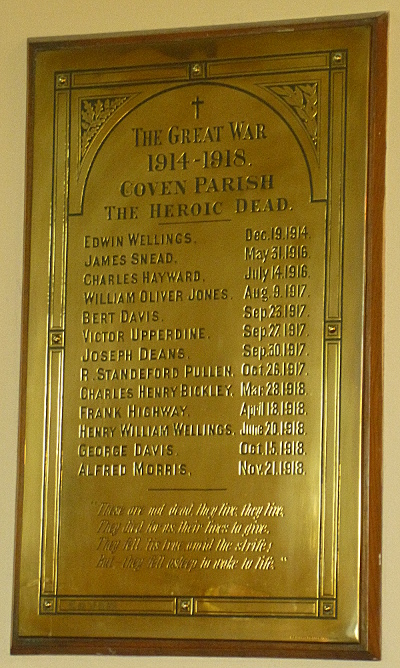 The Great War
1914-1918.
Coven Parish
The Heroic Dead.
Edwin Wellings. Dec. 19. 1914.
James Snead. May 31. 1916.
Charles Hayward. July 14. 1916.
William Oliver Jones. Aug. 9. 1917.
Bert Davis. Sep 23. 1917.
Victor Upperdine. Sep 27 1917.
Joseph Deans. Sep. 30. 1917.
R. Standeford Pullen. Oct. 26. 1917.
Charles Henry Bickley. Mar 28. 1918.
Frank Highway. April 18. 1918.
Henry William Wellings. June 20. 1918.
George Davis. Oct. 15. 1918.
Alfred Morris. Nov. 21. 1918.
"These are not dead, they live, they live,
They died for us their lives to give,
They fell, its true amid the strife;
But they fell asleep to wake to life."